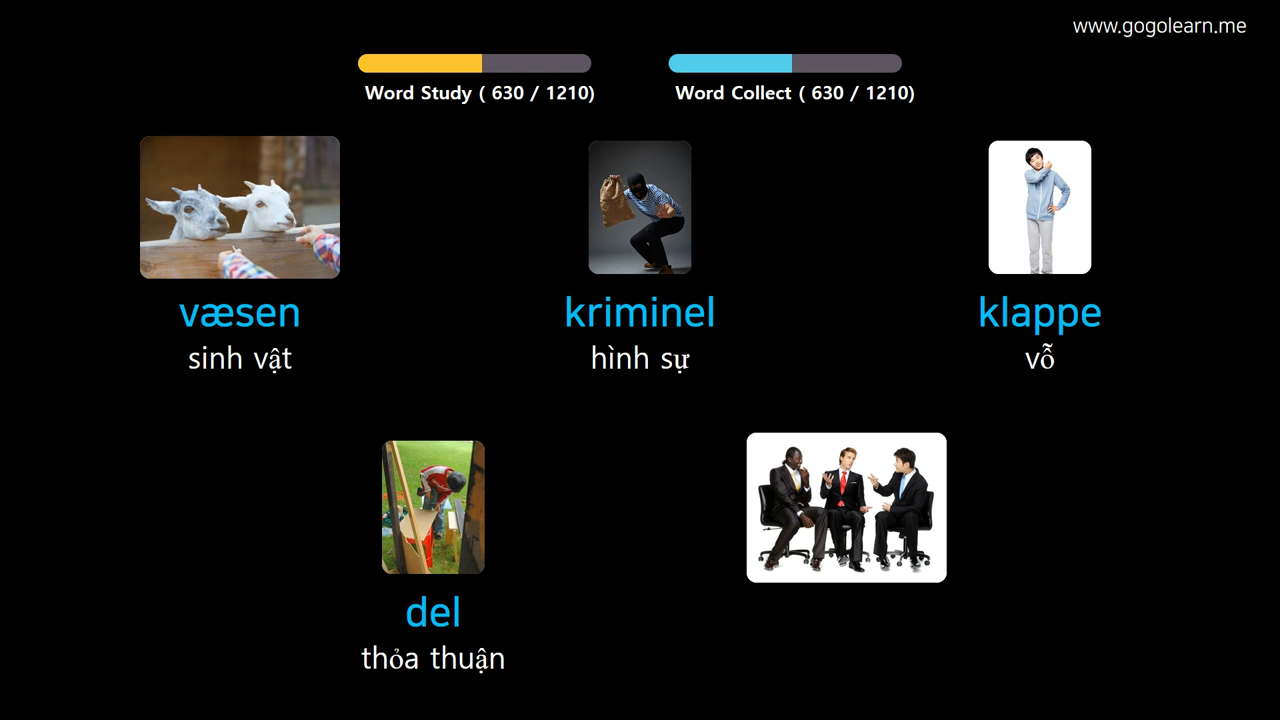 www.gogolearn.me
Word Study ( 630 / 1210)
Word Collect ( 630 / 1210)
væsen
sinh vật
kriminel
hình sự
klappe
vỗ
del
thỏa thuận